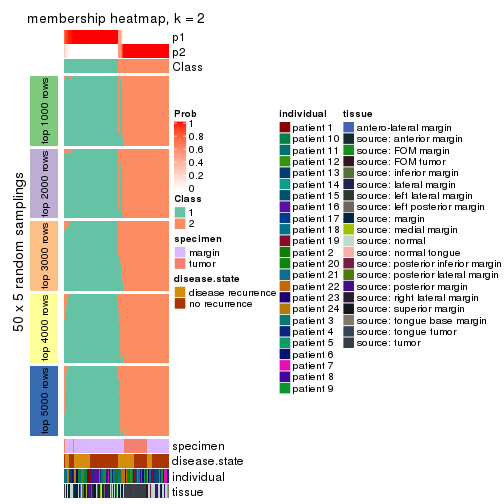 membership heatmap, k = 2
p1
p2
Class
50 x 5 random samplings
top 1000 rows
top 2000 rows
top 3000 rows
top 4000 rows
top 5000 rows
specimen
disease.state
individual
tissue
Prob
1
0.8
0.6
0.4
0.2
0
Class
1
2
specimen
margin
tumor
disease.state
disease recurrence
no recurrence
individual
patient 1
patient 10
patient 11
patient 12
patient 13
patient 14
patient 15
patient 16
patient 17
patient 18
patient 19
patient 2
patient 20
patient 21
patient 22
patient 23
patient 24
patient 3
patient 4
patient 5
patient 6
patient 7
patient 8
patient 9
tissue
antero-lateral margin
source: anterior margin
source: FOM margin
source: FOM tumor
source: inferior margin
source: lateral margin
source: left lateral margin
source: left posterior margin
source: margin
source: medial margin
source: normal
source: normal tongue
source: posterior inferior margin
source: posterior lateral margin
source: posterior margin
source: right lateral margin
source: superior margin
source: tongue base margin
source: tongue tumor
source: tumor